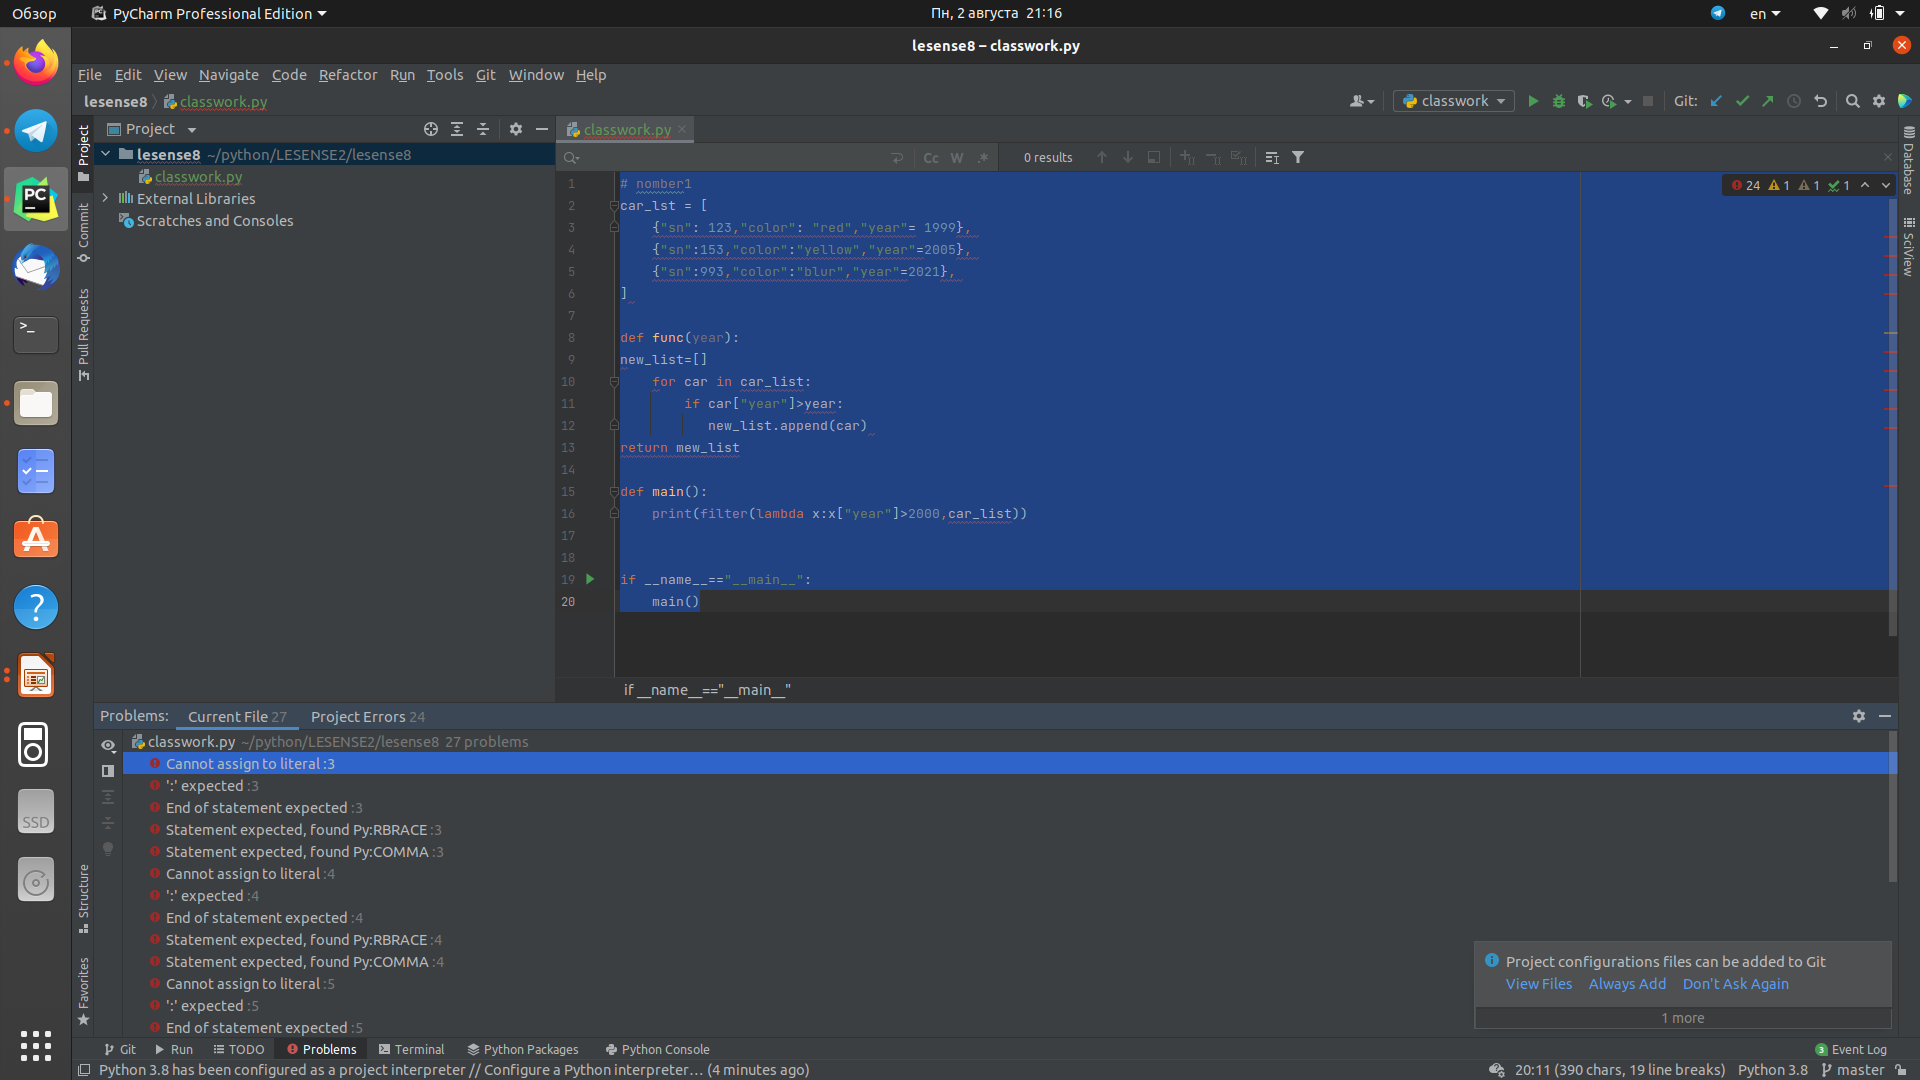 Обзор
PyCharm Professional Edition
Пн, 2 августа 21:16
en
lesense8 – classwork.py
File Edit View Navigate Code Refactor Run Tools Git Window Help
lesense8 classwork.py
classwork
Git:
Project
classwork.py
lesense8 ~/python/LESENSE2/lesense8
classwork.py
External Libraries
Scratches and Consoles
Cc W .*
0 results
24 1 1 1
1 # nomber1
2 car_lst = [
3 {"sn": 123,"color": "red","year"= 1999},
4 {"sn":153,"color":"yellow","year"=2005},
5 {"sn":993,"color":"blur","year"=2021},
6 ]
7
8 def func(year):
9 new_list=[]
10 for car in car_list:
11 if car["year"]>year:
12 new_list.append(car)
13 return mew_list
14
15 def main():
16 print(filter(lambda x:x["year"]>2000,car_list))
17
18
19 if __name__=="__main__":
20 main()
if __name__=="__main__"
Project
Commit
Pull Requests
Structure
Favorites
Database
SciView
PC
>_
?
SSD
Problems: Current File 27 Project Errors 24
classwork.py ~/python/LESENSE2/lesense8 27 problems
Cannot assign to literal :3
':' expected :3
End of statement expected :3
Statement expected, found Py:RBRACE :3
Statement expected, found Py:COMMA :3
Cannot assign to literal :4
':' expected :4
End of statement expected :4
Statement expected, found Py:RBRACE :4
Statement expected, found Py:COMMA :4
Cannot assign to literal :5
':' expected :5
End of statement expected :5
Project configurations files can be added to Git
View Files Always Add Don't Ask Again
1 more
Git Run TODO Problems Terminal Python Packages Python Console
3 Event Log
Python 3.8 has been configured as a project interpreter // Configure a Python interpreter... (4 minutes ago)
20:11 (390 chars, 19 line breaks) Python 3.8 master